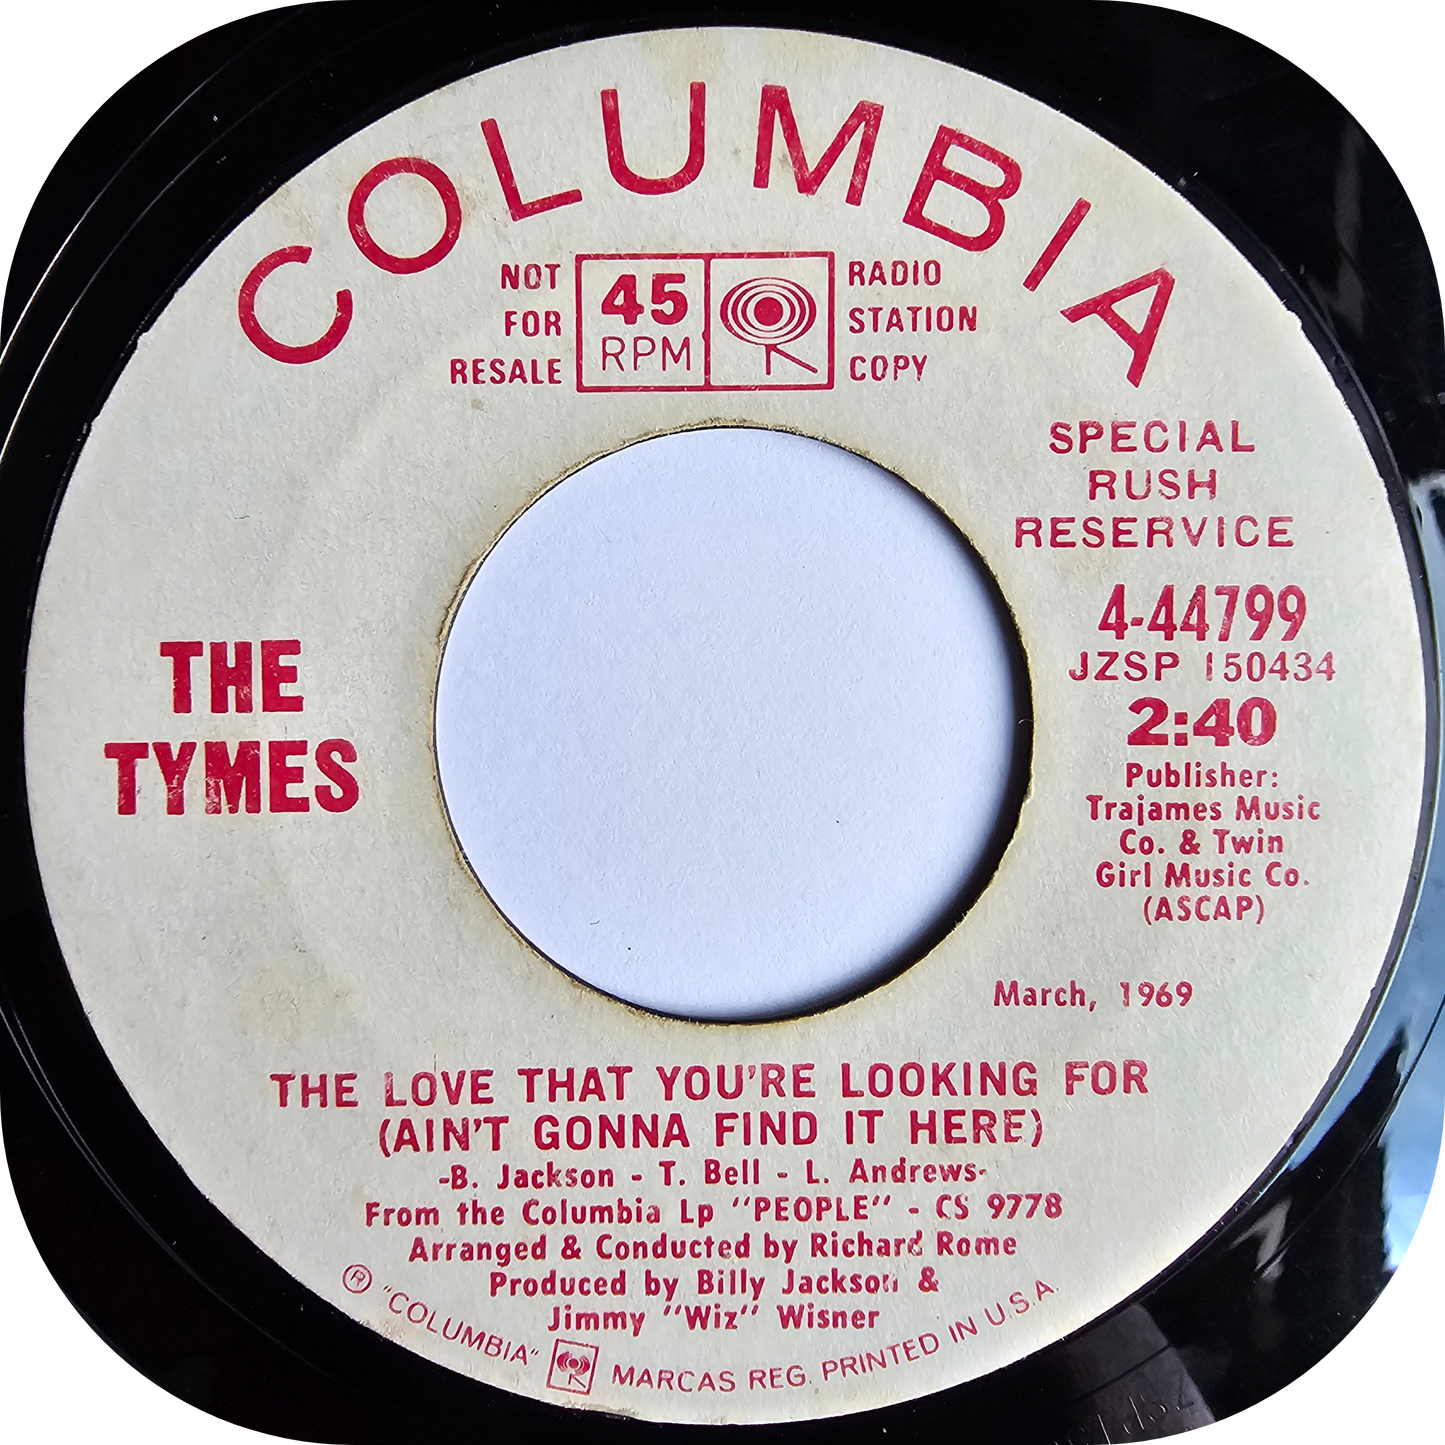 COLUMBIA
NOT
FOR
RESALE
45
RPM
RADIO
STATION
COPY
SPECIAL
RUSH
RESERVICE
4-44799
JZSP 150434
2:40
Publisher:
Trajames Music
Co. & Twin
Girl Music Co.
(ASCAP)
THE
TYMES
March, 1969
THE LOVE THAT YOU'RE LOOKING FOR
(AIN'T GONNA FIND IT HERE)
-B. Jackson - T. Bell - L. Andrews-
From the Columbia Lp "PEOPLE" - CS 9778
Arranged & Conducted by Richard Rome
Produced by Billy Jackson &
Jimmy "Wiz" Wisner
® "COLUMBIA" MARCAS REG. PRINTED IN U.S.A.